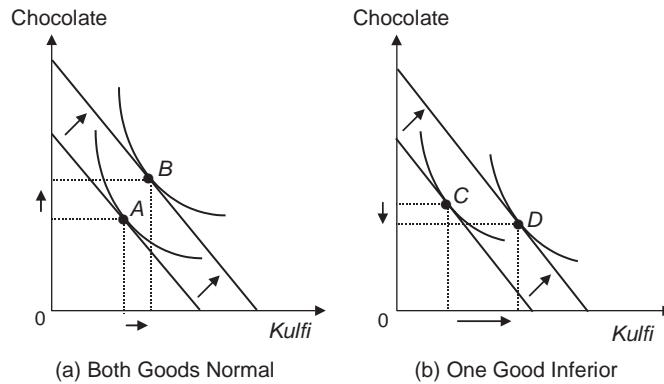 Chocolate
B
A
0
Kulfi
(a) Both Goods Normal
Chocolate
C
D
0
Kulfi
(b) One Good Inferior